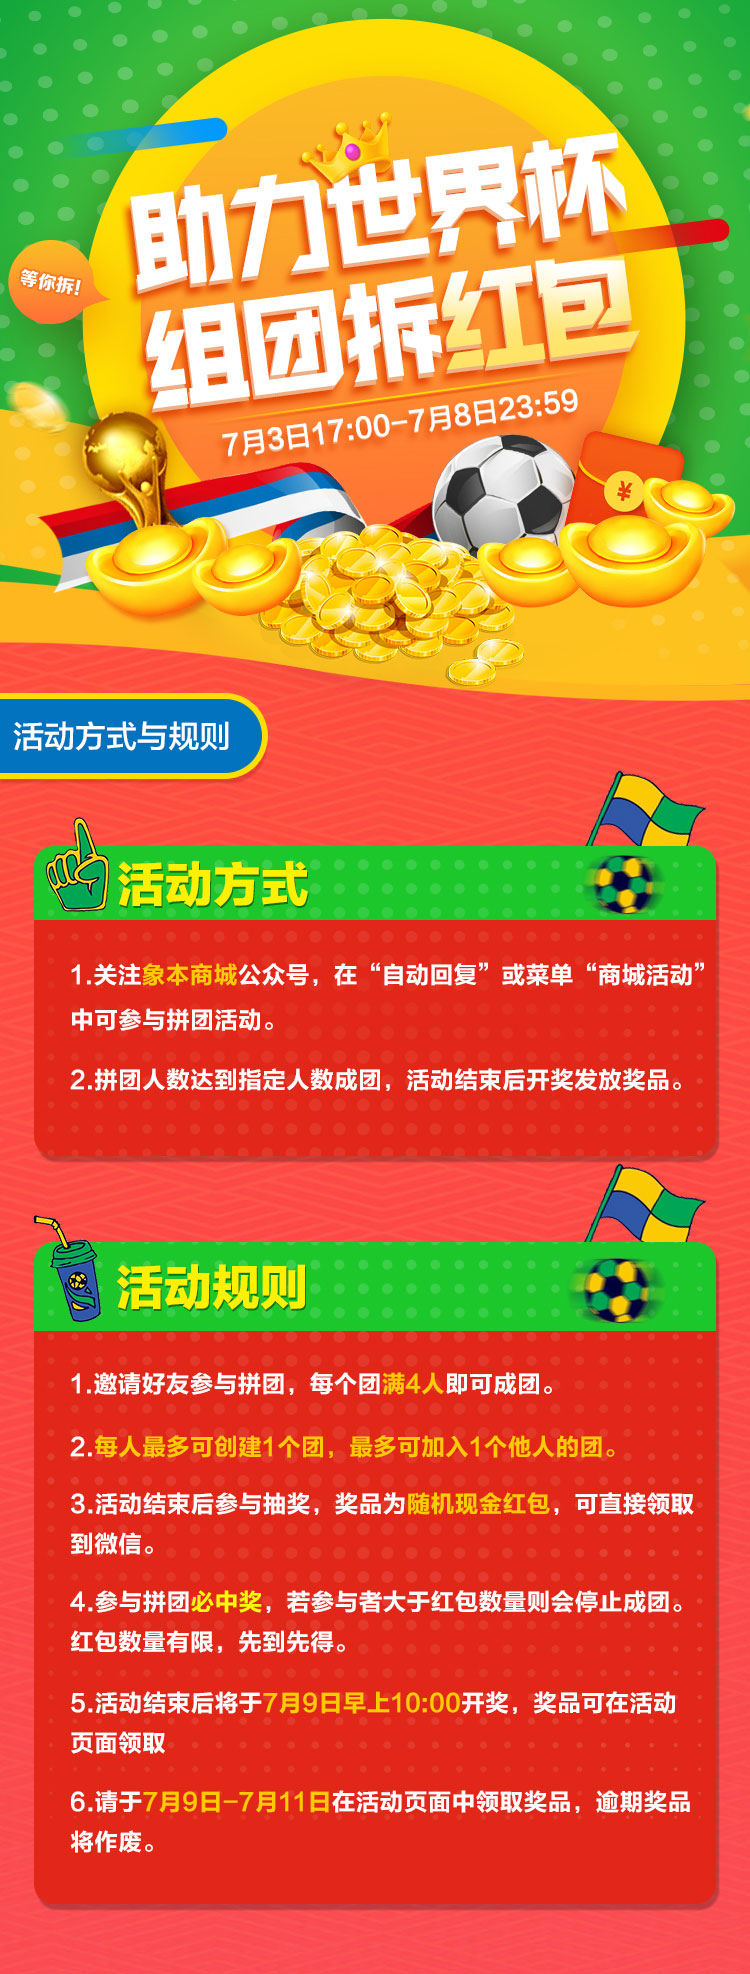 助力世界杯
等你拆!
组团拆红包
7月3日17:00-7月8日23:59
¥
活动方式与规则
活动方式
1.关注象本商城公众号，在“自动回复”或菜单“商城活动”
中可参与拼团活动。
2.拼团人数达到指定人数成团，活动结束后开奖发放奖品。
活动规则
1.邀请好友参与拼团，每个团满4人即可成团。
2.每人最多可创建1个团，最多可加入1个他人的团。
3.活动结束后参与抽奖，奖品为随机现金红包，可直接领取
到微信。
4.参与拼团必中奖，若参与者大于红包数量则会停止成团。
红包数量有限，先到先得。
5.活动结束后将于7月9日早上10:00开奖，奖品可在活动
页面领取
6.请于7月9日-7月11日在活动页面中领取奖品，逾期奖品
将作废。